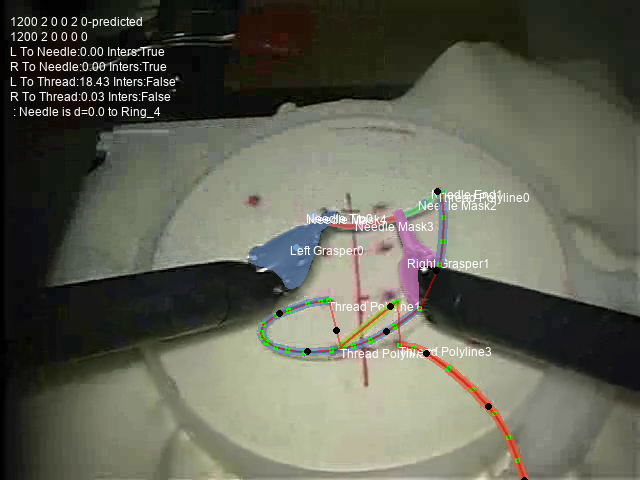 1200 2 0 0 2 0-predicted
1200 2 0 0 0 0
L To Needle:0.00 Inters:True
R To Needle:0.00 Inters:True
L To Thread:18.43 Inters:False
R To Thread:0.03 Inters:False
: Needle is d=0.0 to Ring_4
Needle End1
Thread Polyline0
Needle Mask2
Needle Mask3
Left Grasper0
Right Grasper1
Thread Polyline3